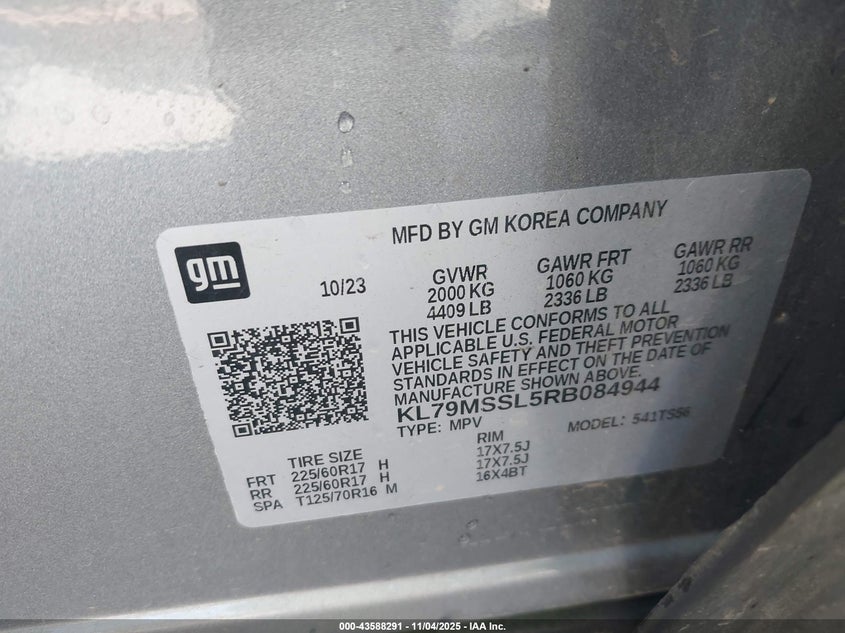 MFD BY GM KOREA COMPANY
gm
10/23
GVWR
2000 KG
4409 LB
GAWR FRT
1060 KG
2336 LB
GAWR RR
1060 KG
2336 LB
THIS VEHICLE CONFORMS TO ALL
APPLICABLE U.S. FEDERAL MOTOR
VEHICLE SAFETY AND THEFT PREVENTION
STANDARDS IN EFFECT ON THE DATE OF
MANUFACTURE SHOWN ABOVE.
KL79MSSL5RB084944
TYPE: MPV
MODEL: 541TS56
TIRE SIZE
RIM
FRT 225/60R17 H 17X7.5J
RR 225/60R17 H 17X7.5J
SPA T125/70R16 M 16X4BT
000-43588291 - 11/04/2025 - IAA Inc.